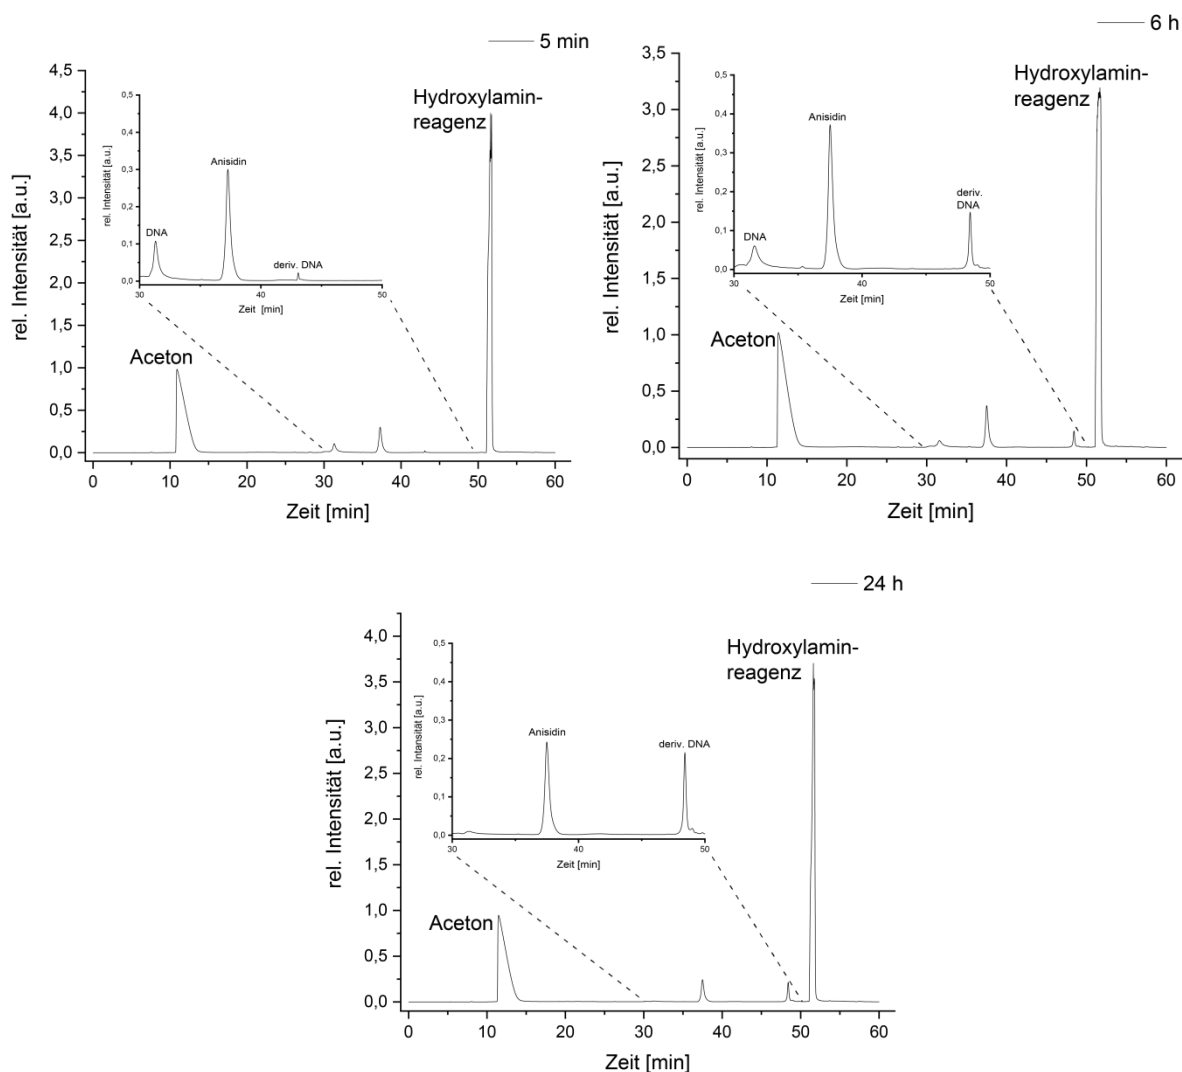 5 min
4,5
4,0
3,5
3,0
2,5
2,0
1,5
1,0
0,5
0,0
rel. Intensität [a.u.]
0 10 20 30 40 50 60
Zeit [min]
Aceton
Hydroxylamin-
reagenz
0,5
0,4
0,3
0,2
0,1
0,0
rel. Intensität [a.u.]
30 40 50
Zeit [min]
DNA
Anisidin
deriv. DNA
6 h
3,5
3,0
2,5
2,0
1,5
1,0
0,5
0,0
rel. Intensität [a.u.]
0 10 20 30 40 50 60
Zeit [min]
Aceton
Hydroxylamin-
reagenz
0,5
0,4
0,3
0,2
0,1
0,0
rel. Intensität [a.u.]
30 40 50
Zeit [min]
DNA
Anisidin
deriv.
DNA
24 h
4,0
3,5
3,0
2,5
2,0
1,5
1,0
0,5
0,0
rel. Intensität [a.u.]
0 10 20 30 40 50 60
Zeit [min]
Aceton
Hydroxylamin-
reagenz
0,5
0,4
0,3
0,2
0,1
0,0
rel. Intansität [a.u.]
30 40 50
Zeit [min]
Anisidin
deriv. DNA